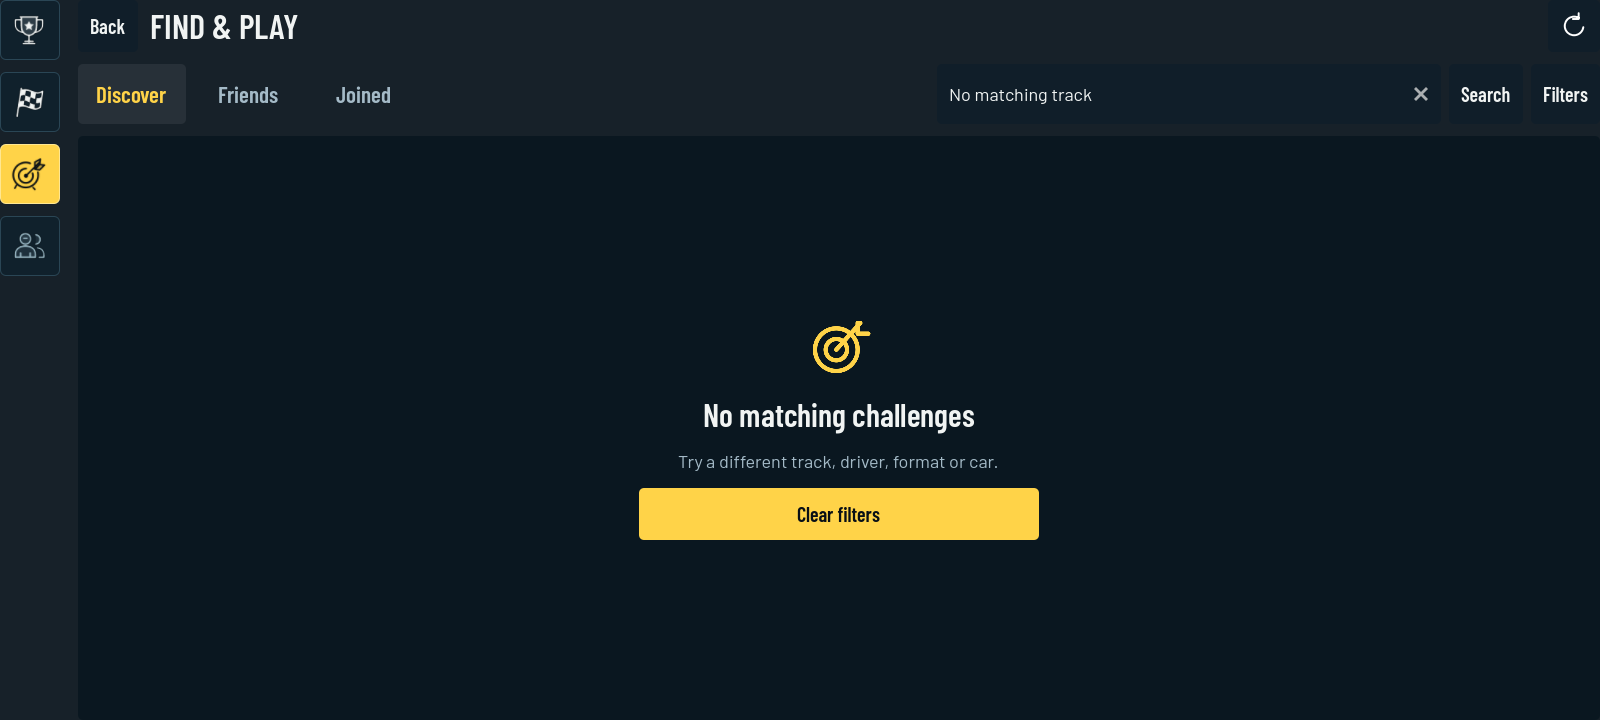 Back
FIND & PLAY
Discover
Friends
Joined
No matching track
Search
Filters
No matching challenges
Try a different track, driver, format or car.
Clear filters